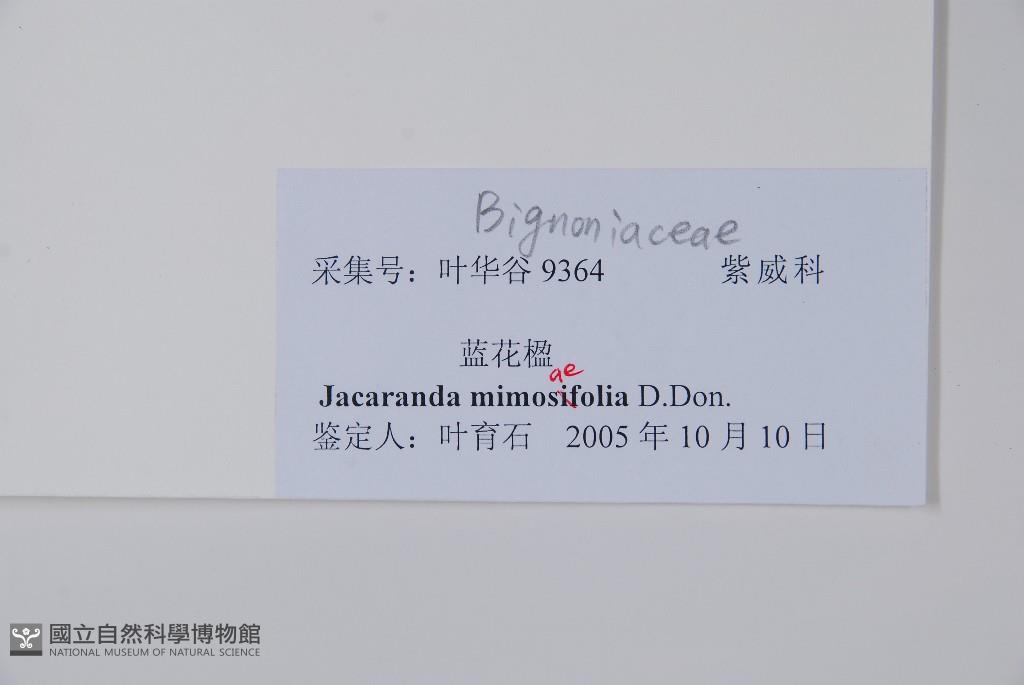 Bignoniaceae
采集号：叶华谷 9364 紫威科
蓝花楹
ae
Jacaranda mimosifolia D.Don.
鉴定人：叶育石 2005 年 10 月 10 日
國立自然科學博物館
NATIONAL MUSEUM OF NATURAL SCIENCE